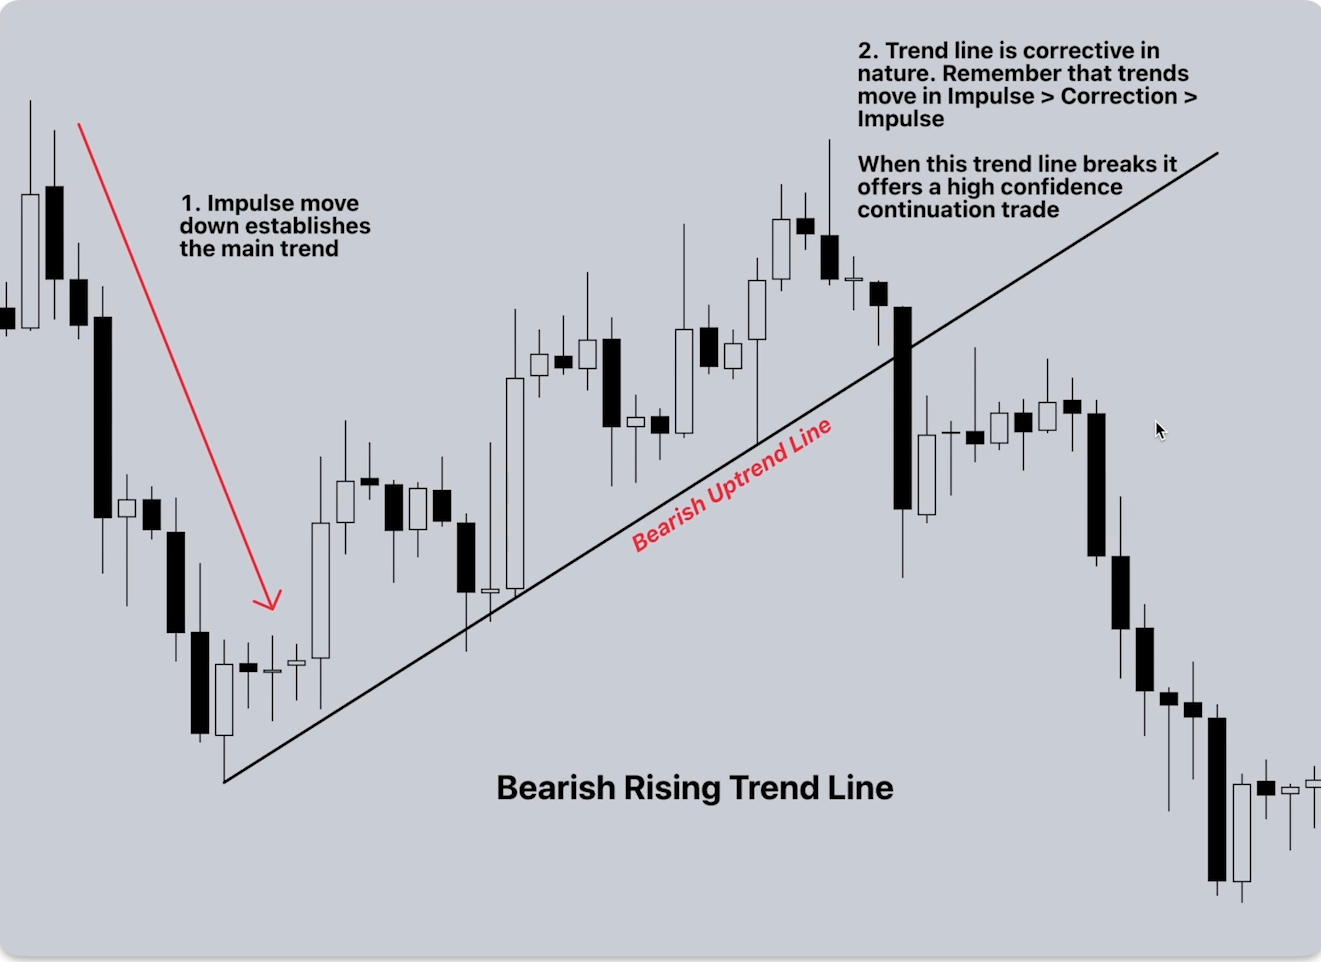 2. Trend line is corrective in
nature. Remember that trends
move in Impulse > Correction >
Impulse
When this trend line breaks it
offers a high confidence
continuation trade
1. Impulse move
down establishes
the main trend
Bearish Uptrend Line
Bearish Rising Trend Line